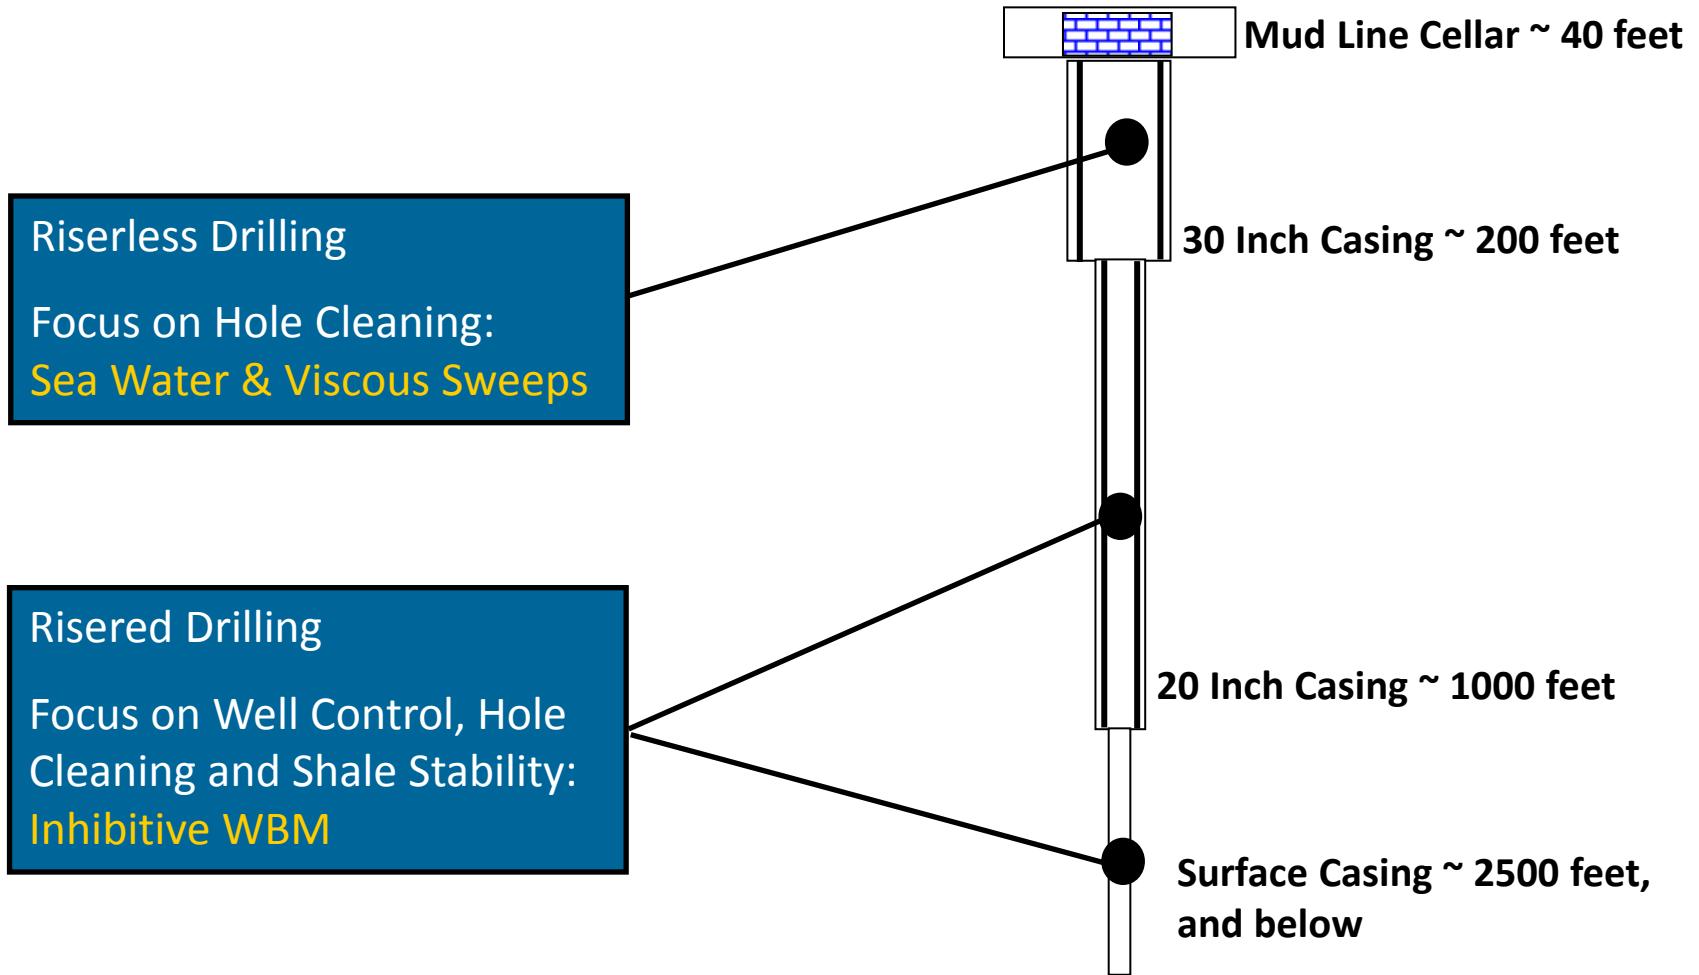 Mud Line Cellar ~ 40 feet
Riserless Drilling
Focus on Hole Cleaning:
Sea Water & Viscous Sweeps
30 Inch Casing ~ 200 feet
Risered Drilling
Focus on Well Control, Hole
Cleaning and Shale Stability:
Inhibitive WBM
20 Inch Casing ~ 1000 feet
Surface Casing ~ 2500 feet,
and below